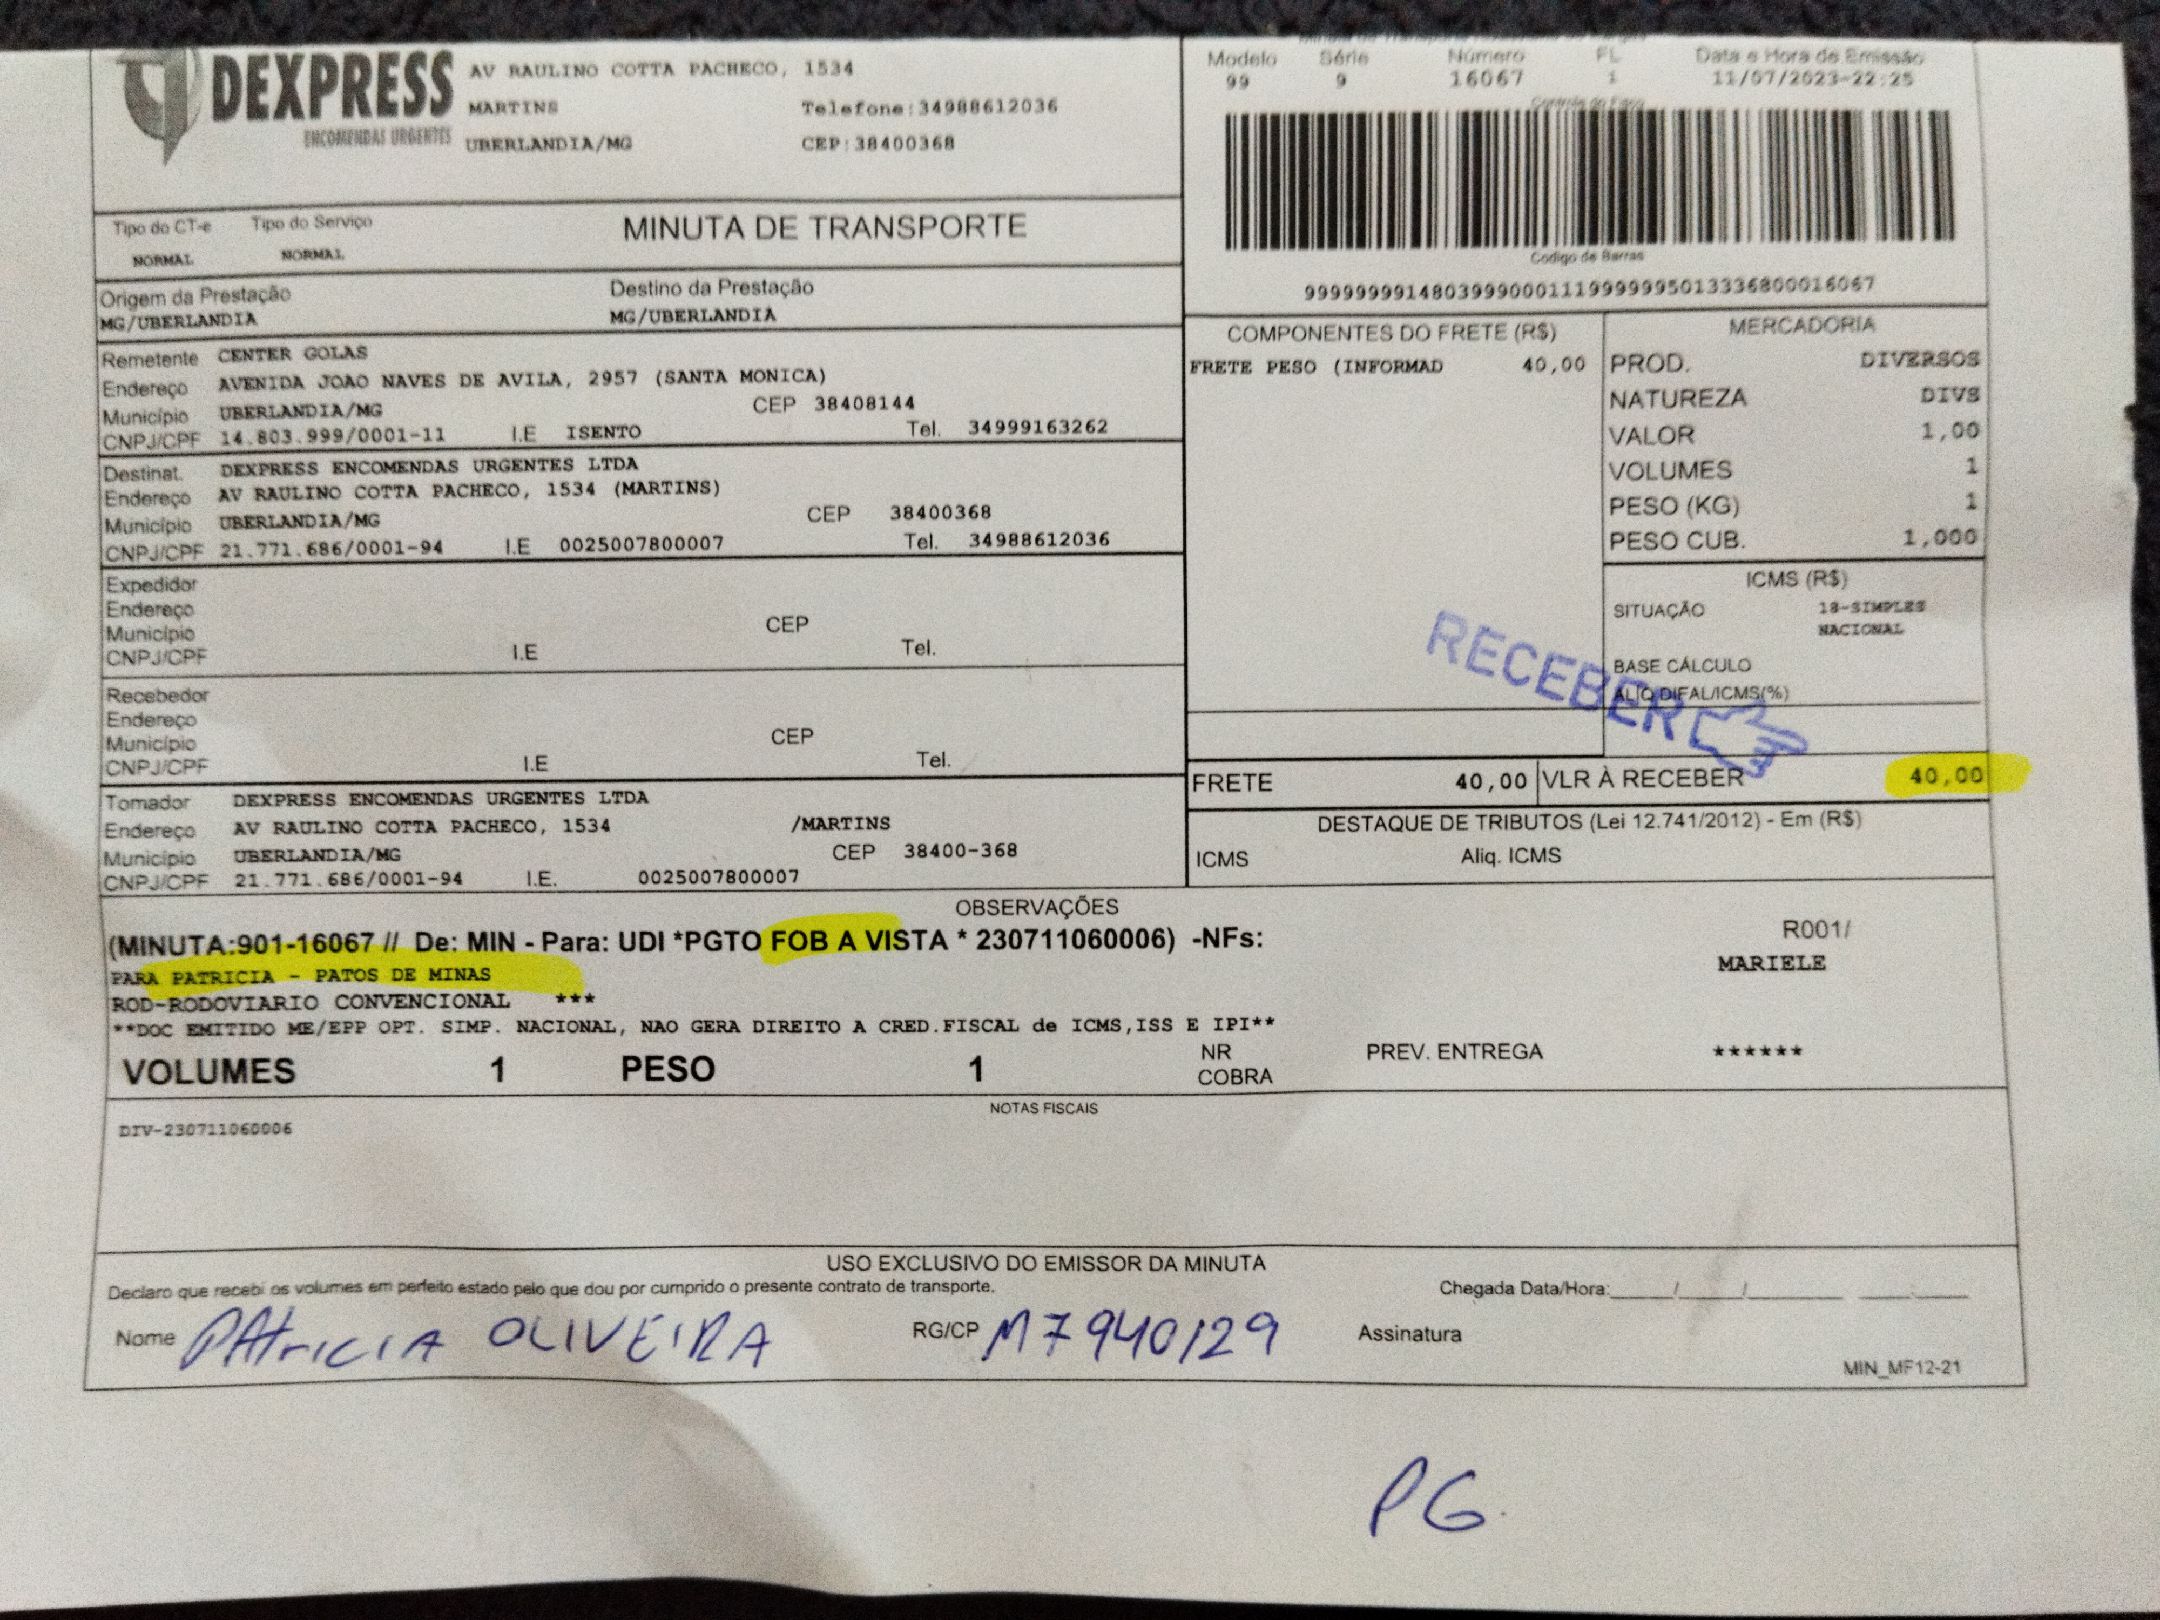 DEXPRESS
ENCOMENDAS URGENTES
AV RAULINO COTTA PACHECO, 1534
MARTINS Telefone:34988612036
UBERLANDIA/MG CEP:38400368
Modelo Série Número FL Data e Hora de Emissão
99 9 16067 1 11/07/2023-22:25
Controle do Fisco
Codigo de Barras
Tipo do CT-e Tipo do Serviço MINUTA DE TRANSPORTE
NORMAL NORMAL
Origem da Prestação Destino da Prestação
MG/UBERLANDIA MG/UBERLANDIA
Remetente CENTER GOLAS
Endereço AVENIDA JOAO NAVES DE AVILA, 2957 (SANTA MONICA)
Município UBERLANDIA/MG CEP 38408144
CNPJ/CPF 14.803.999/0001-11 I.E ISENTO Tel. 34999163262
Destinat. DEXPRESS ENCOMENDAS URGENTES LTDA
Endereço AV RAULINO COTTA PACHECO, 1534 (MARTINS)
Município UBERLANDIA/MG CEP 38400368
CNPJ/CPF 21.771.686/0001-94 I.E 0025007800007 Tel. 34988612036
Expedidor
Endereço
Município CEP
CNPJ/CPF I.E Tel.
Recebedor
Endereço
Município CEP
CNPJ/CPF I.E Tel.
Tomador DEXPRESS ENCOMENDAS URGENTES LTDA
Endereço AV RAULINO COTTA PACHECO, 1534 /MARTINS
Município UBERLANDIA/MG CEP 38400-368
CNPJ/CPF 21.771.686/0001-94 I.E. 0025007800007
COMPONENTES DO FRETE (R$)
FRETE PESO (INFORMAD 40,00
MERCADORIA
PROD. DIVERSOS
NATUREZA DIVS
VALOR 1,00
VOLUMES 1
PESO (KG) 1
PESO CUB. 1,000
ICMS (R$)
SITUAÇÃO 18-SIMPLES
NACIONAL
BASE CÁLCULO
ALIQ DIFAL/ICMS(%)
RECEBER
FRETE 40,00 VLR À RECEBER 40,00
DESTAQUE DE TRIBUTOS (Lei 12.741/2012) - Em (R$)
ICMS Aliq. ICMS
OBSERVAÇÕES
(MINUTA:901-16067 // De: MIN - Para: UDI *PGTO FOB A VISTA * 230711060006) -NFs: R001/
PARA PATRICIA - PATOS DE MINAS MARIELE
ROD-RODOVIARIO CONVENCIONAL ***
**DOC EMITIDO ME/EPP OPT. SIMP. NACIONAL, NAO GERA DIREITO A CRED.FISCAL de ICMS,ISS E IPI**
VOLUMES 1 PESO 1 NR COBRA PREV. ENTREGA ******
NOTAS FISCAIS
DIV-230711060006
USO EXCLUSIVO DO EMISSOR DA MINUTA
Declaro que recebi os volumes em perfeito estado pelo que dou por cumprido o presente contrato de transporte. Chegada Data/Hora:____/____/______ ____:____
Nome PATRICIA OLIVEIRA RG/CP M7940129 Assinatura
MIN_MF12-21
PG.